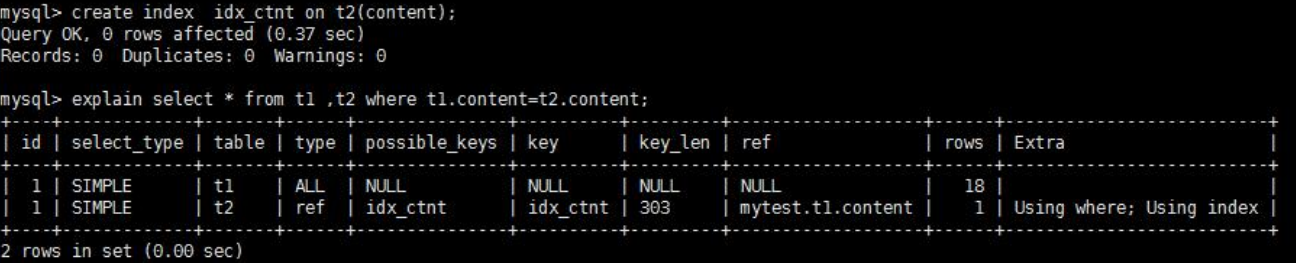 mysql> create index  idx_ctnt on t2(content);
Query OK, 0 rows affected (0.37 sec)
Records: 0  Duplicates: 0  Warnings: 0

mysql> explain select * from t1 ,t2 where t1.content=t2.content;
+----+-------------+-------+------+---------------+----------+---------+-------------------+------+--------------------------+
| id | select_type | table | type | possible_keys | key      | key_len | ref               | rows | Extra                    |
+----+-------------+-------+------+---------------+----------+---------+-------------------+------+--------------------------+
|  1 | SIMPLE      | t1    | ALL  | NULL          | NULL     | NULL    | NULL              |   18 |                          |
|  1 | SIMPLE      | t2    | ref  | idx_ctnt      | idx_ctnt | 303     | mytest.t1.content |    1 | Using where; Using index |
+----+-------------+-------+------+---------------+----------+---------+-------------------+------+--------------------------+
2 rows in set (0.00 sec)